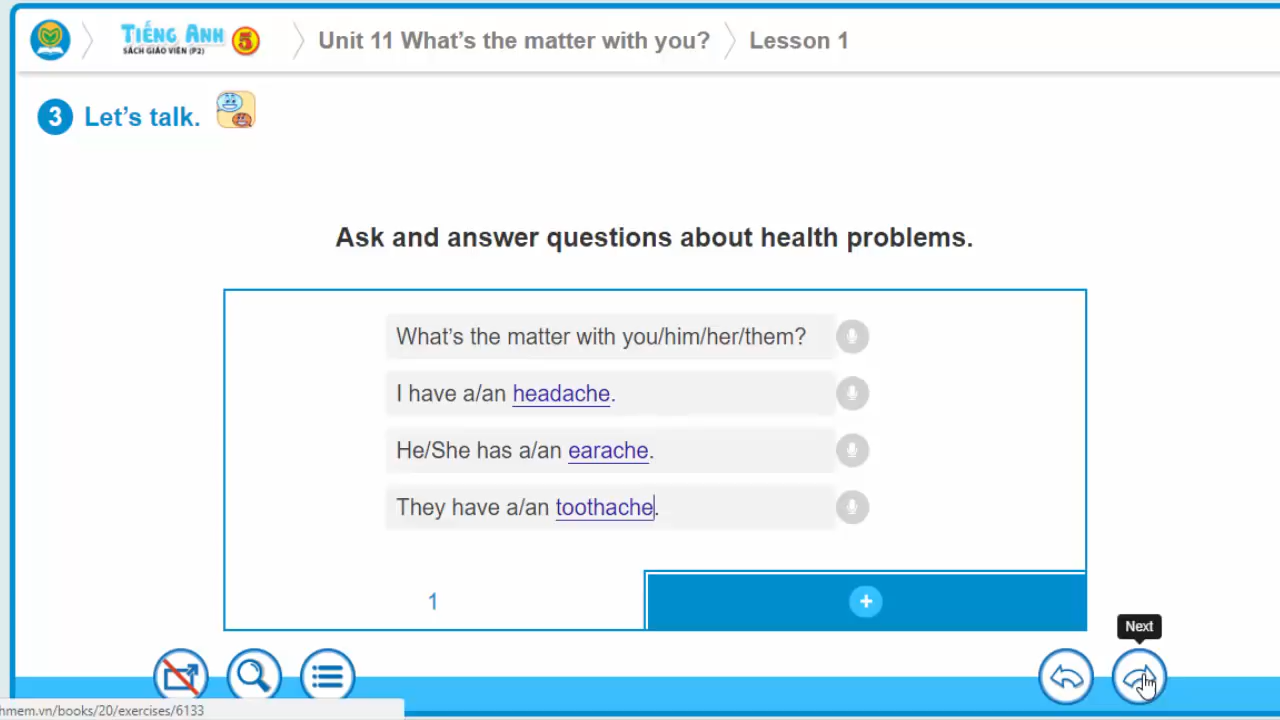 TIẾNG ANH 5
SÁCH GIÁO VIÊN (P2)
Unit 11 What's the matter with you?
Lesson 1
3 Let's talk.
Ask and answer questions about health problems.
What's the matter with you/him/her/them?
I have a/an headache.
He/She has a/an earache.
They have a/an toothache.
1
+
Next
hmem.vn/books/20/exercises/6133